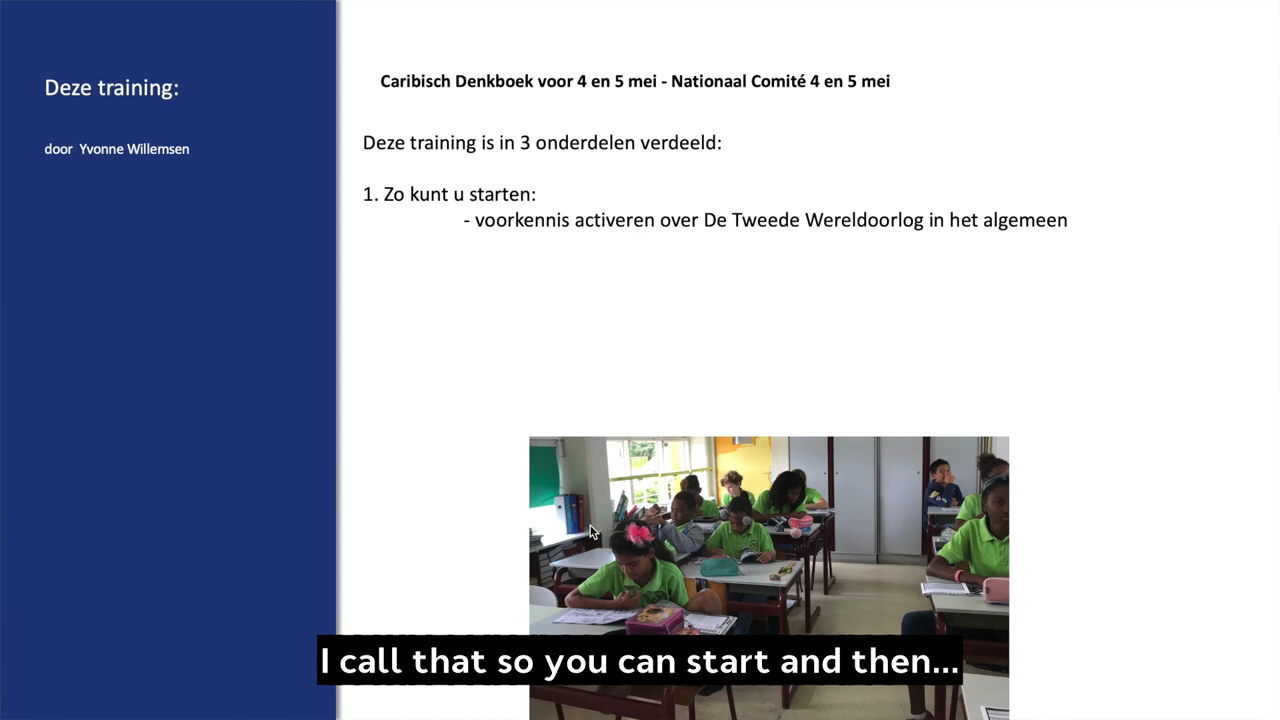 Deze training:
door Yvonne Willemsen
Caribisch Denkboek voor 4 en 5 mei - Nationaal Comité 4 en 5 mei
Deze training is in 3 onderdelen verdeeld:
1. Zo kunt u starten:
- voorkennis activeren over De Tweede Wereldoorlog in het algemeen
I call that so you can start and then...